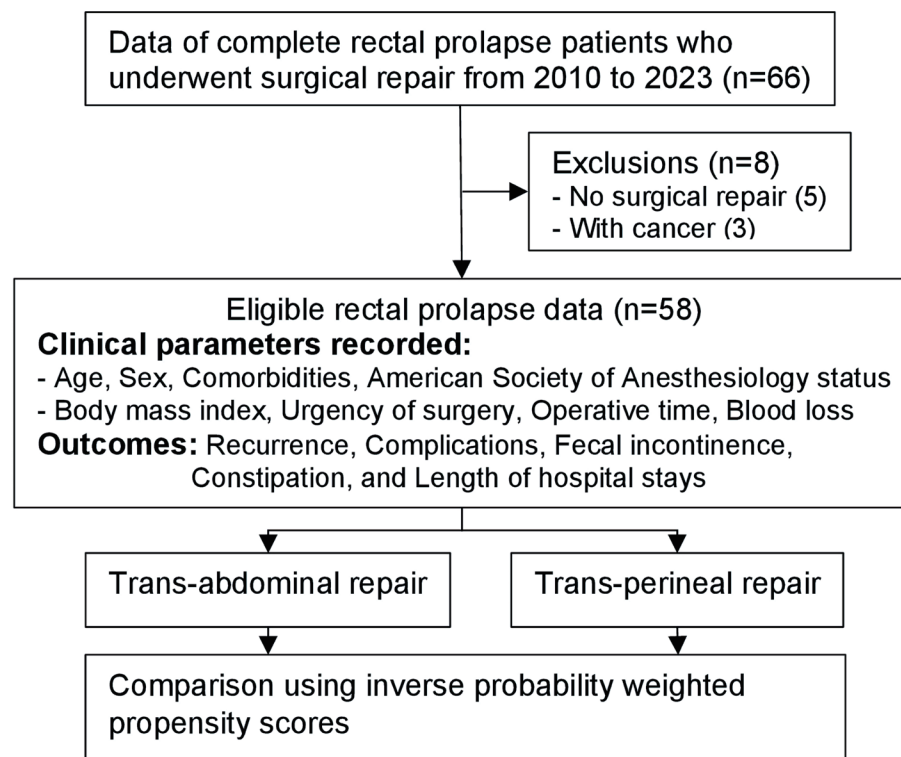 Data of complete rectal prolapse patients who
underwent surgical repair from 2010 to 2023 (n=66)
Exclusions (n=8)
- No surgical repair (5)
- With cancer (3)
Eligible rectal prolapse data (n=58)
Clinical parameters recorded:
- Age, Sex, Comorbidities, American Society of Anesthesiology status
- Body mass index, Urgency of surgery, Operative time, Blood loss
Outcomes: Recurrence, Complications, Fecal incontinence,
Constipation, and Length of hospital stays
Trans-abdominal repair
Trans-perineal repair
Comparison using inverse probability weighted
propensity scores